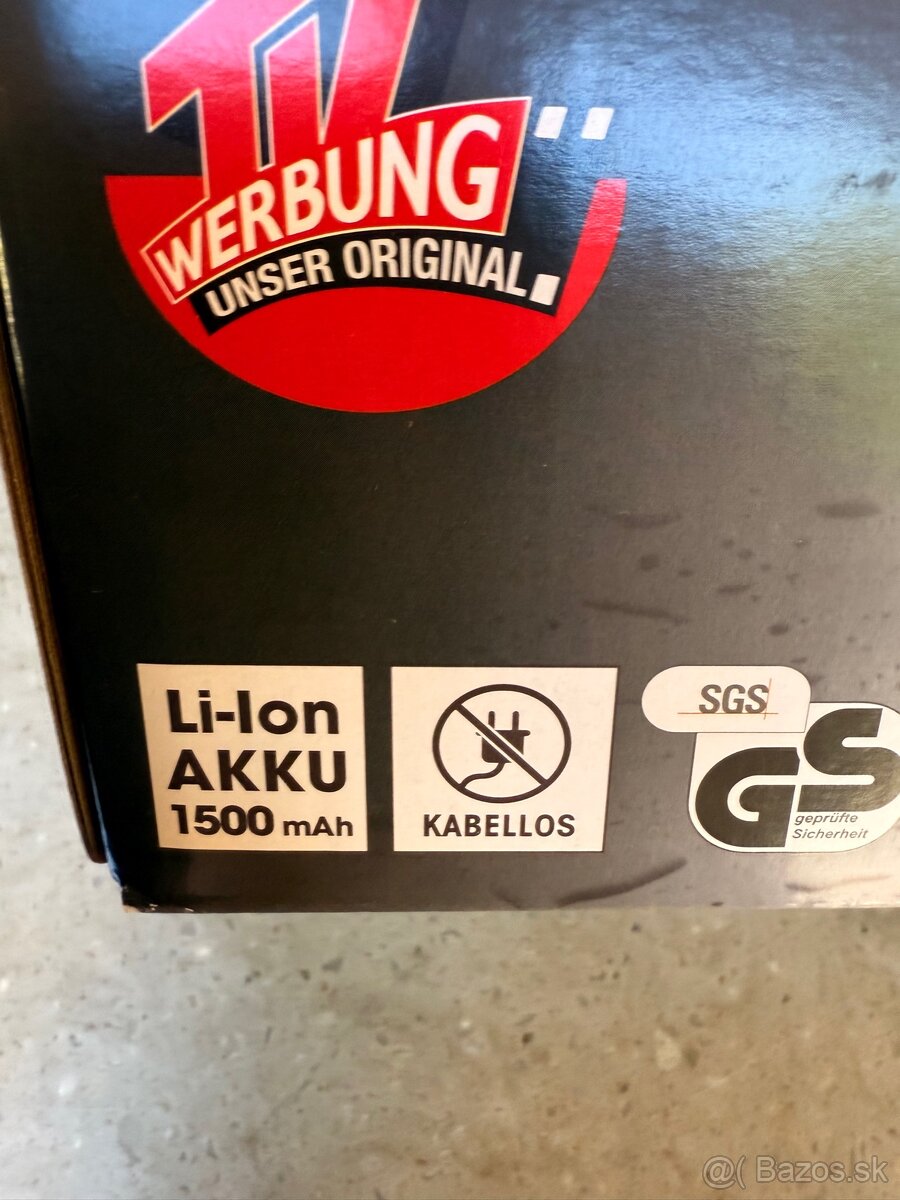 TV
WERBUNG
UNSER ORIGINAL.
Li-Ion
AKKU
1500 mAh
KABELLOS
SGS
GS
geprüfte
Sicherheit
@( Bazos.sk